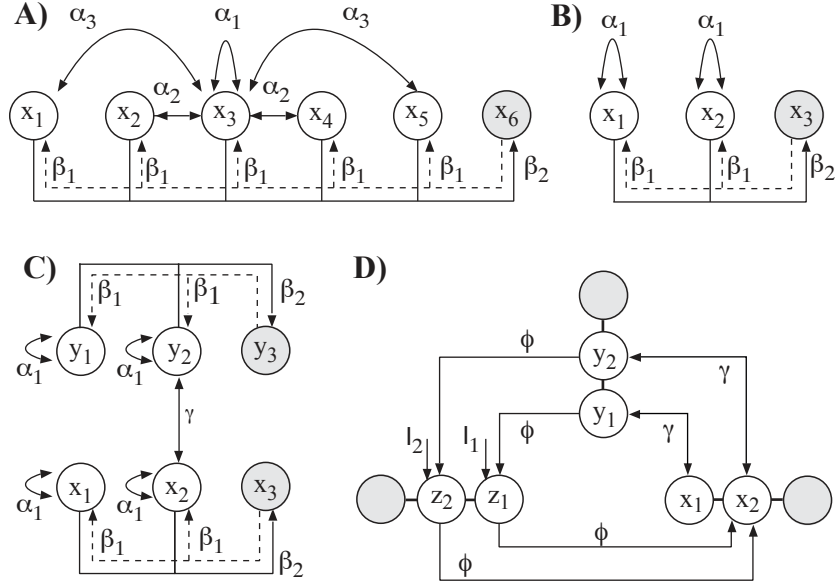 A)
α₃ α₁ α₃
α₂ α₂
x₁ x₂ x₃ x₄ x₅ x₆
β₁ β₁ β₁ β₁ β₁ β₂
B)
α₁ α₁
x₁ x₂ x₃
β₁ β₁ β₂
C)
β₁ β₁ β₂
y₁ y₂ y₃
α₁ α₁
γ
x₁ x₂ x₃
α₁ α₁
β₁ β₁ β₂
D)
ϕ y₂ γ
y₁
I₂ I₁ ϕ γ
z₂ z₁ x₁ x₂
ϕ
ϕ